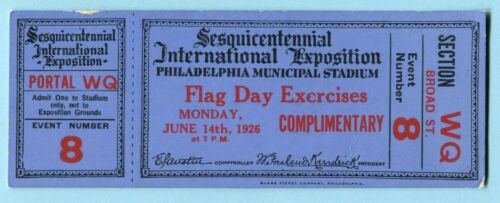 Sesquicentennial
International
Exposition
PORTAL WQ
Admit One to Stadium
only, not to
Exposition Grounds
EVENT NUMBER
8
Sesquicentennial
International Exposition
PHILADELPHIA MUNICIPAL STADIUM
Flag Day Exercises
MONDAY,
JUNE 14th, 1926
at 2 P.M.
COMPLIMENTARY
COMPTROLLER
W. Freeland Kendrick
PRESIDENT
GLOBE TICKET COMPANY, PHILADELPHIA.
Event
Number
8
SECTION
BROAD ST.
WQ